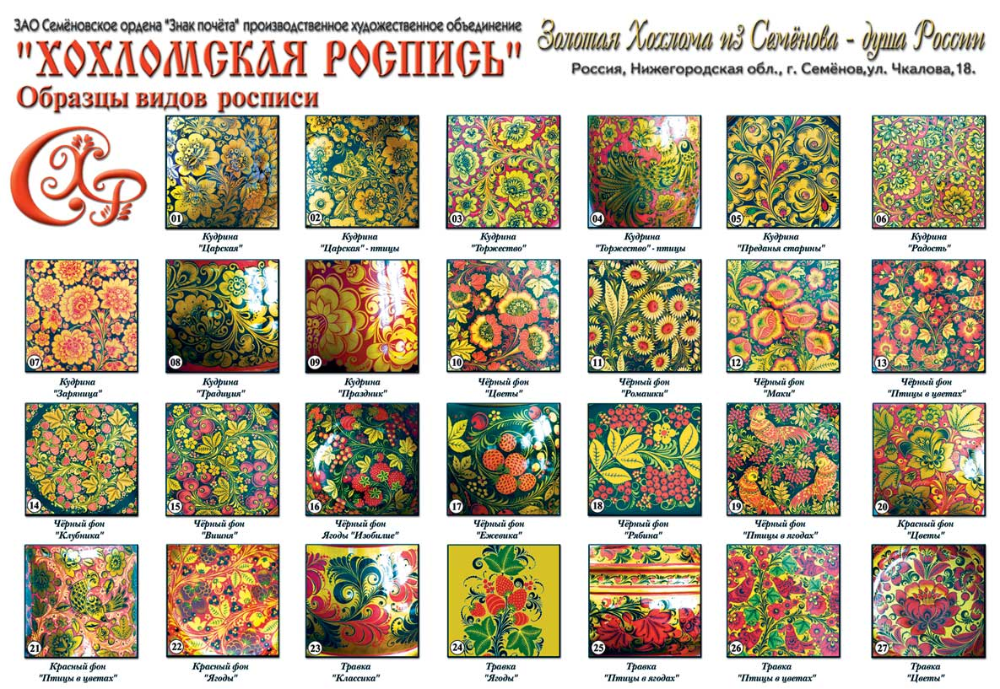 ЗАО Семёновское ордена "Знак почёта" производственное художественное объединение
"ХОХЛОМСКАЯ РОСПИСЬ"
Образцы видов росписи
Золотая Хохлома из Семёнова - душа России
Россия, Нижегородская обл., г. Семёнов,ул. Чкалова,18.
СХР
01
Кудрина
"Царская"
02
Кудрина
"Царская" - птицы
03
Кудрина
"Торжество"
04
Кудрина
"Торжество" - птицы
05
Кудрина
"Преданья старины"
06
Кудрина
"Радость"
07
Кудрина
"Заряница"
08
Кудрина
"Традиция"
09
Кудрина
"Праздник"
10
Чёрный фон
"Цветы"
11
Чёрный фон
"Ромашки"
12
Чёрный фон
"Маки"
13
Чёрный фон
"Птицы в цветах"
14
Чёрный фон
"Клубника"
15
Чёрный фон
"Вишня"
16
Чёрный фон
Ягоды "Изобилие"
17
Чёрный фон
"Ежевика"
18
Чёрный фон
"Рябина"
19
Чёрный фон
"Птицы в ягодах"
20
Красный фон
"Цветы"
21
Красный фон
"Птицы в цветах"
22
Красный фон
"Ягоды"
23
Травка
"Классика"
24
Травка
"Ягоды"
25
Травка
"Птицы в ягодах"
26
Травка
"Птицы в цветах"
27
Травка
"Цветы"